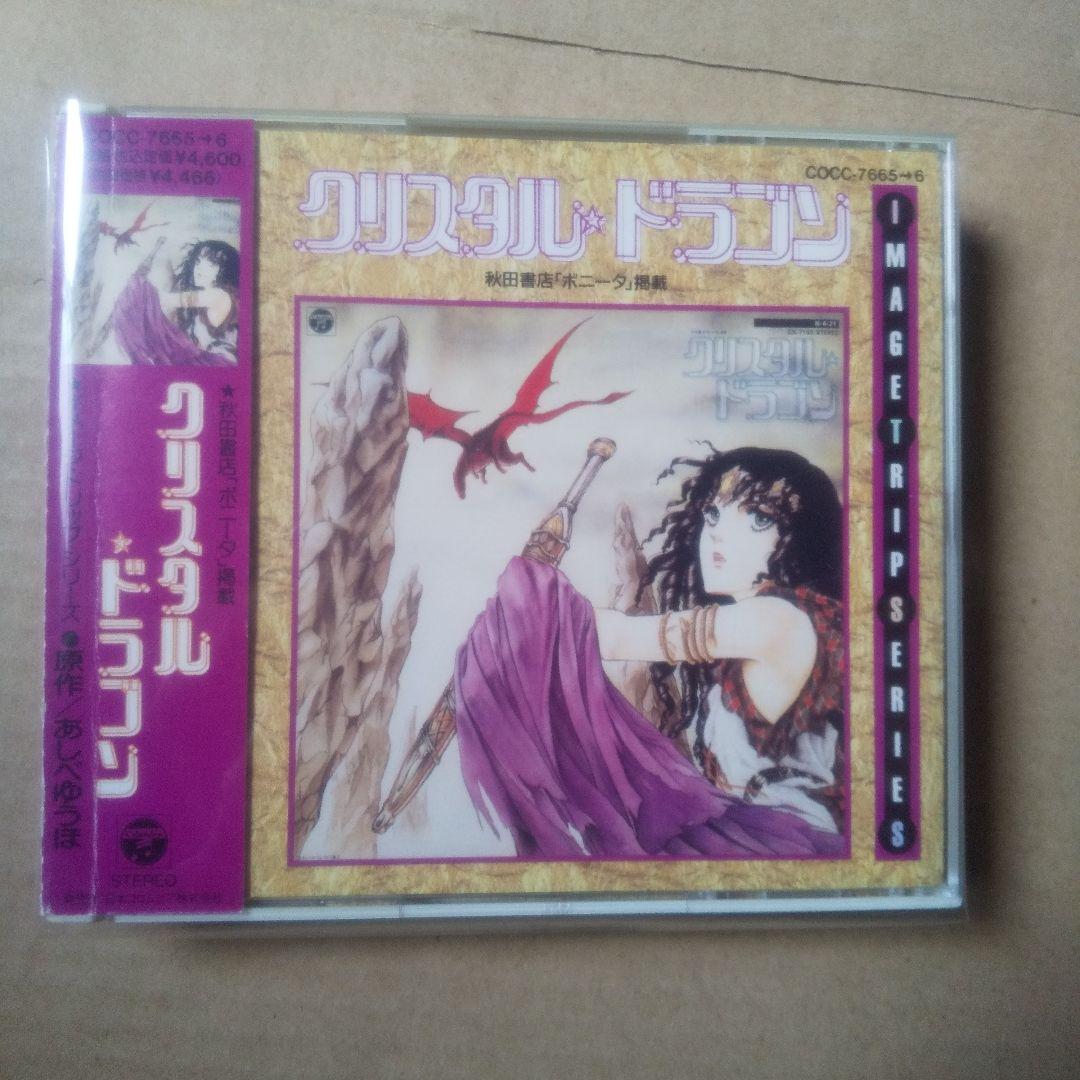 COCC-7665→6
¥4,600
¥4,466)
クリスタル★ドラゴン
★秋田書店「ボニータ」掲載
●原作/あしべゆうほ
STEREO
COCC-7665→6
クリスタル★ドラゴン
秋田書店「ボニータ」掲載
クリスタル★
ドラゴン
IMAGE TRIP SERIES